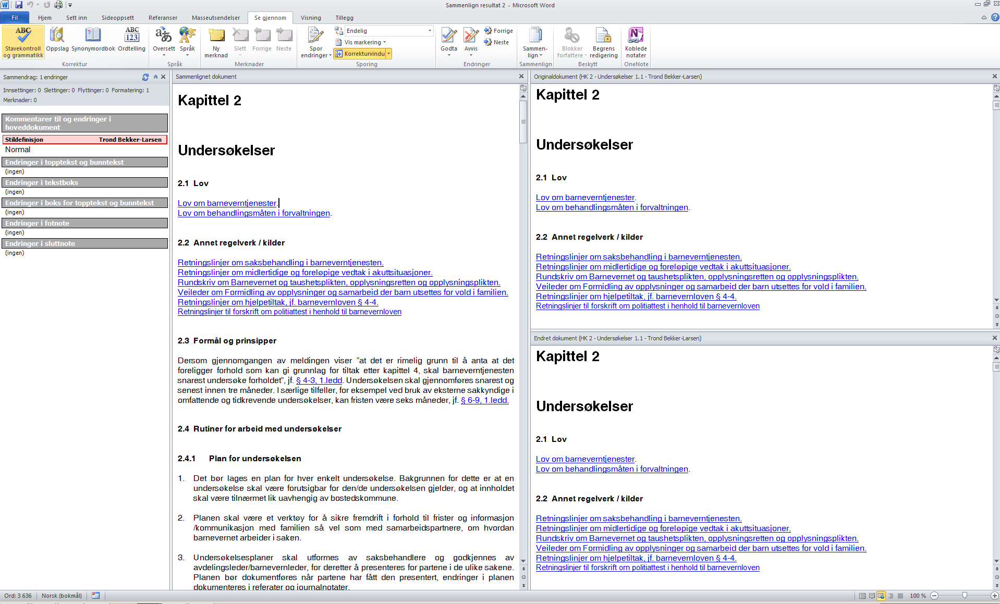 Sammenlign resultat 2 - Microsoft Word
Fil Hjem Sett inn Sideoppsett Referanser Masseutsendelser Se gjennom Visning Tillegg
ABC
Stavekontroll og grammatikk
Oppslag
Synonymordbok
ABC
123
Ordtelling
Korrektur
Oversett
Språk
Språk
Ny merknad
Slett
Forrige
Neste
Merknader
Spor endringer
Endelig
Vis markering
Korrekturvindu
Sporing
Godta
Avvis
Forrige
Neste
Endringer
Sammen-
lign
Sammenlign
Blokker forfattere
Begrens redigering
Beskytt
Koblede notater
OneNote
Sammendrag: 1 endringer
Innsettinger: 0 Slettinger: 0 Flyttinger: 0 Formatering: 1
Merknader: 0
Kommentarer til og endringer i
hoveddokument
Stildefinisjon Trond Bekker-Larsen
Normal
Endringer i topptekst og bunntekst
(ingen)
Endringer i tekstboks
(ingen)
Endringer i boks for topptekst og bunntekst
(ingen)
Endringer i fotnote
(ingen)
Endringer i sluttnote
(ingen)
Sammenlignet dokument
Kapittel 2
Undersøkelser
2.1 Lov
Lov om barneverntjenester.
Lov om behandlingsmåten i forvaltningen.
2.2 Annet regelverk / kilder
Retningslinjer om saksbehandling i barneverntjenesten.
Retningslinjer om midlertidige og foreløpige vedtak i akuttsituasjoner.
Rundskriv om Barnevernet og taushetsplikten, opplysningsretten og opplysningsplikten.
Veileder om Formidling av opplysninger og samarbeid der barn utsettes for vold i familien.
Retningslinjer om hjelpetiltak, jf. barnevernloven § 4-4.
Retningslinjer til forskrift om politiattest i henhold til barnevernloven
2.3 Formål og prinsipper
Dersom gjennomgangen av meldingen viser ”at det er rimelig grunn til å anta at det
foreligger forhold som kan gi grunnlag for tiltak etter kapittel 4, skal barneverntjenesten
snarest undersøke forholdet”, jf. § 4-3, 1.ledd. Undersøkelsen skal gjennomføres snarest og
senest innen tre måneder. I særlige tilfeller, for eksempel ved bruk av eksterne sakkyndige i
omfattende og tidkrevende undersøkelser, kan fristen være seks måneder, jf. § 6-9, 1.ledd.
2.4 Rutiner for arbeid med undersøkelser
2.4.1 Plan for undersøkelsen
1. Det bør lages en plan for hver enkelt undersøkelse. Bakgrunnen for dette er at en
undersøkelse skal være forutsigbar for den/de undersøkelsen gjelder, og at innholdet
skal være tilnærmet lik uavhengig av bostedskommune.
2. Planen skal være et verktøy for å sikre fremdrift i forhold til frister og informasjon
/kommunikasjon med familien så vel som med samarbeidspartnere, om hvordan
barnevernet arbeider i saken.
3. Undersøkelsesplaner skal utformes av saksbehandlere og godkjennes av
avdelingsleder/barnevernleder, for deretter å presenteres for partene i de ulike sakene.
Planen bør dokumentføres når partene har fått den presentert, endringer i planen
dokumenteres i referater og journalnotater.
Originaldokument (HK 2 - Undersøkelser 1.1 - Trond Bekker-Larsen)
Kapittel 2
Undersøkelser
2.1 Lov
Lov om barneverntjenester.
Lov om behandlingsmåten i forvaltningen.
2.2 Annet regelverk / kilder
Retningslinjer om saksbehandling i barneverntjenesten.
Retningslinjer om midlertidige og foreløpige vedtak i akuttsituasjoner.
Rundskriv om Barnevernet og taushetsplikten, opplysningsretten og opplysningsplikten.
Veileder om Formidling av opplysninger og samarbeid der barn utsettes for vold i familien.
Retningslinjer om hjelpetiltak, jf. barnevernloven § 4-4.
Retningslinjer til forskrift om politiattest i henhold til barnevernloven
Endret dokument (HK 2 - Undersøkelser 1.1 - Trond Bekker-Larsen)
Kapittel 2
Undersøkelser
2.1 Lov
Lov om barneverntjenester.
Lov om behandlingsmåten i forvaltningen.
2.2 Annet regelverk / kilder
Retningslinjer om saksbehandling i barneverntjenesten.
Retningslinjer om midlertidige og foreløpige vedtak i akuttsituasjoner.
Rundskriv om Barnevernet og taushetsplikten, opplysningsretten og opplysningsplikten.
Veileder om Formidling av opplysninger og samarbeid der barn utsettes for vold i familien.
Retningslinjer om hjelpetiltak, jf. barnevernloven § 4-4.
Retningslinjer til forskrift om politiattest i henhold til barnevernloven
Ord: 3 636 Norsk (bokmål) 100 %